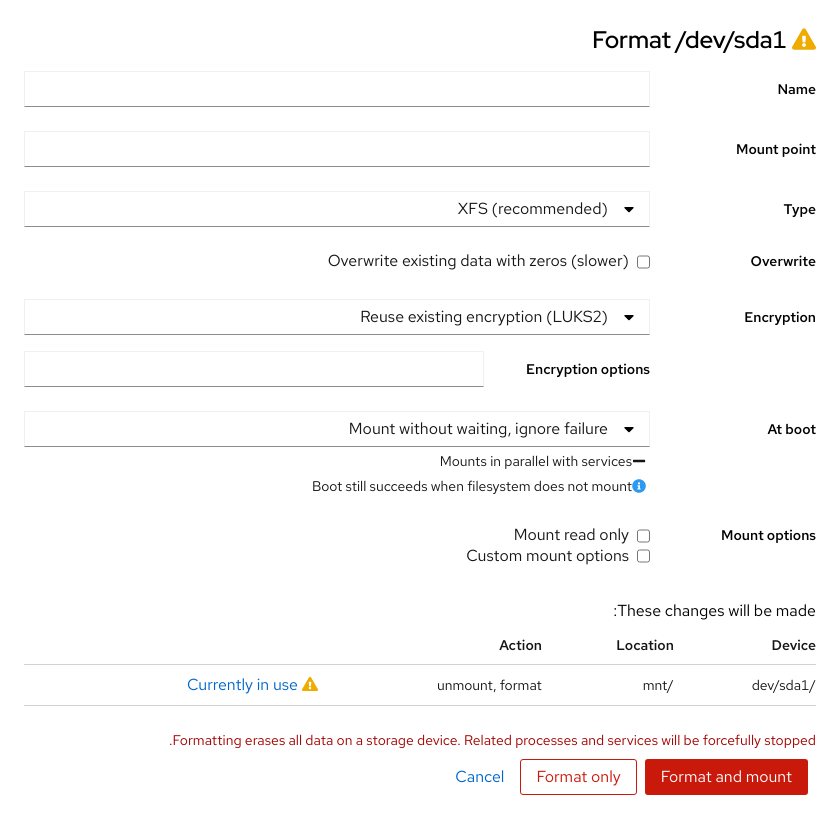 Format /dev/sda1
Name
Mount point
Type
XFS (recommended)
Overwrite
Overwrite existing data with zeros (slower)
Encryption
Reuse existing encryption (LUKS2)
Encryption options
At boot
Mount without waiting, ignore failure
Mounts in parallel with services
Boot still succeeds when filesystem does not mount
Mount options
Mount read only
Custom mount options
:These changes will be made
Device Location Action
dev/sda1/ mnt/ unmount, format Currently in use
.Formatting erases all data on a storage device. Related processes and services will be forcefully stopped
Format and mount Format only Cancel